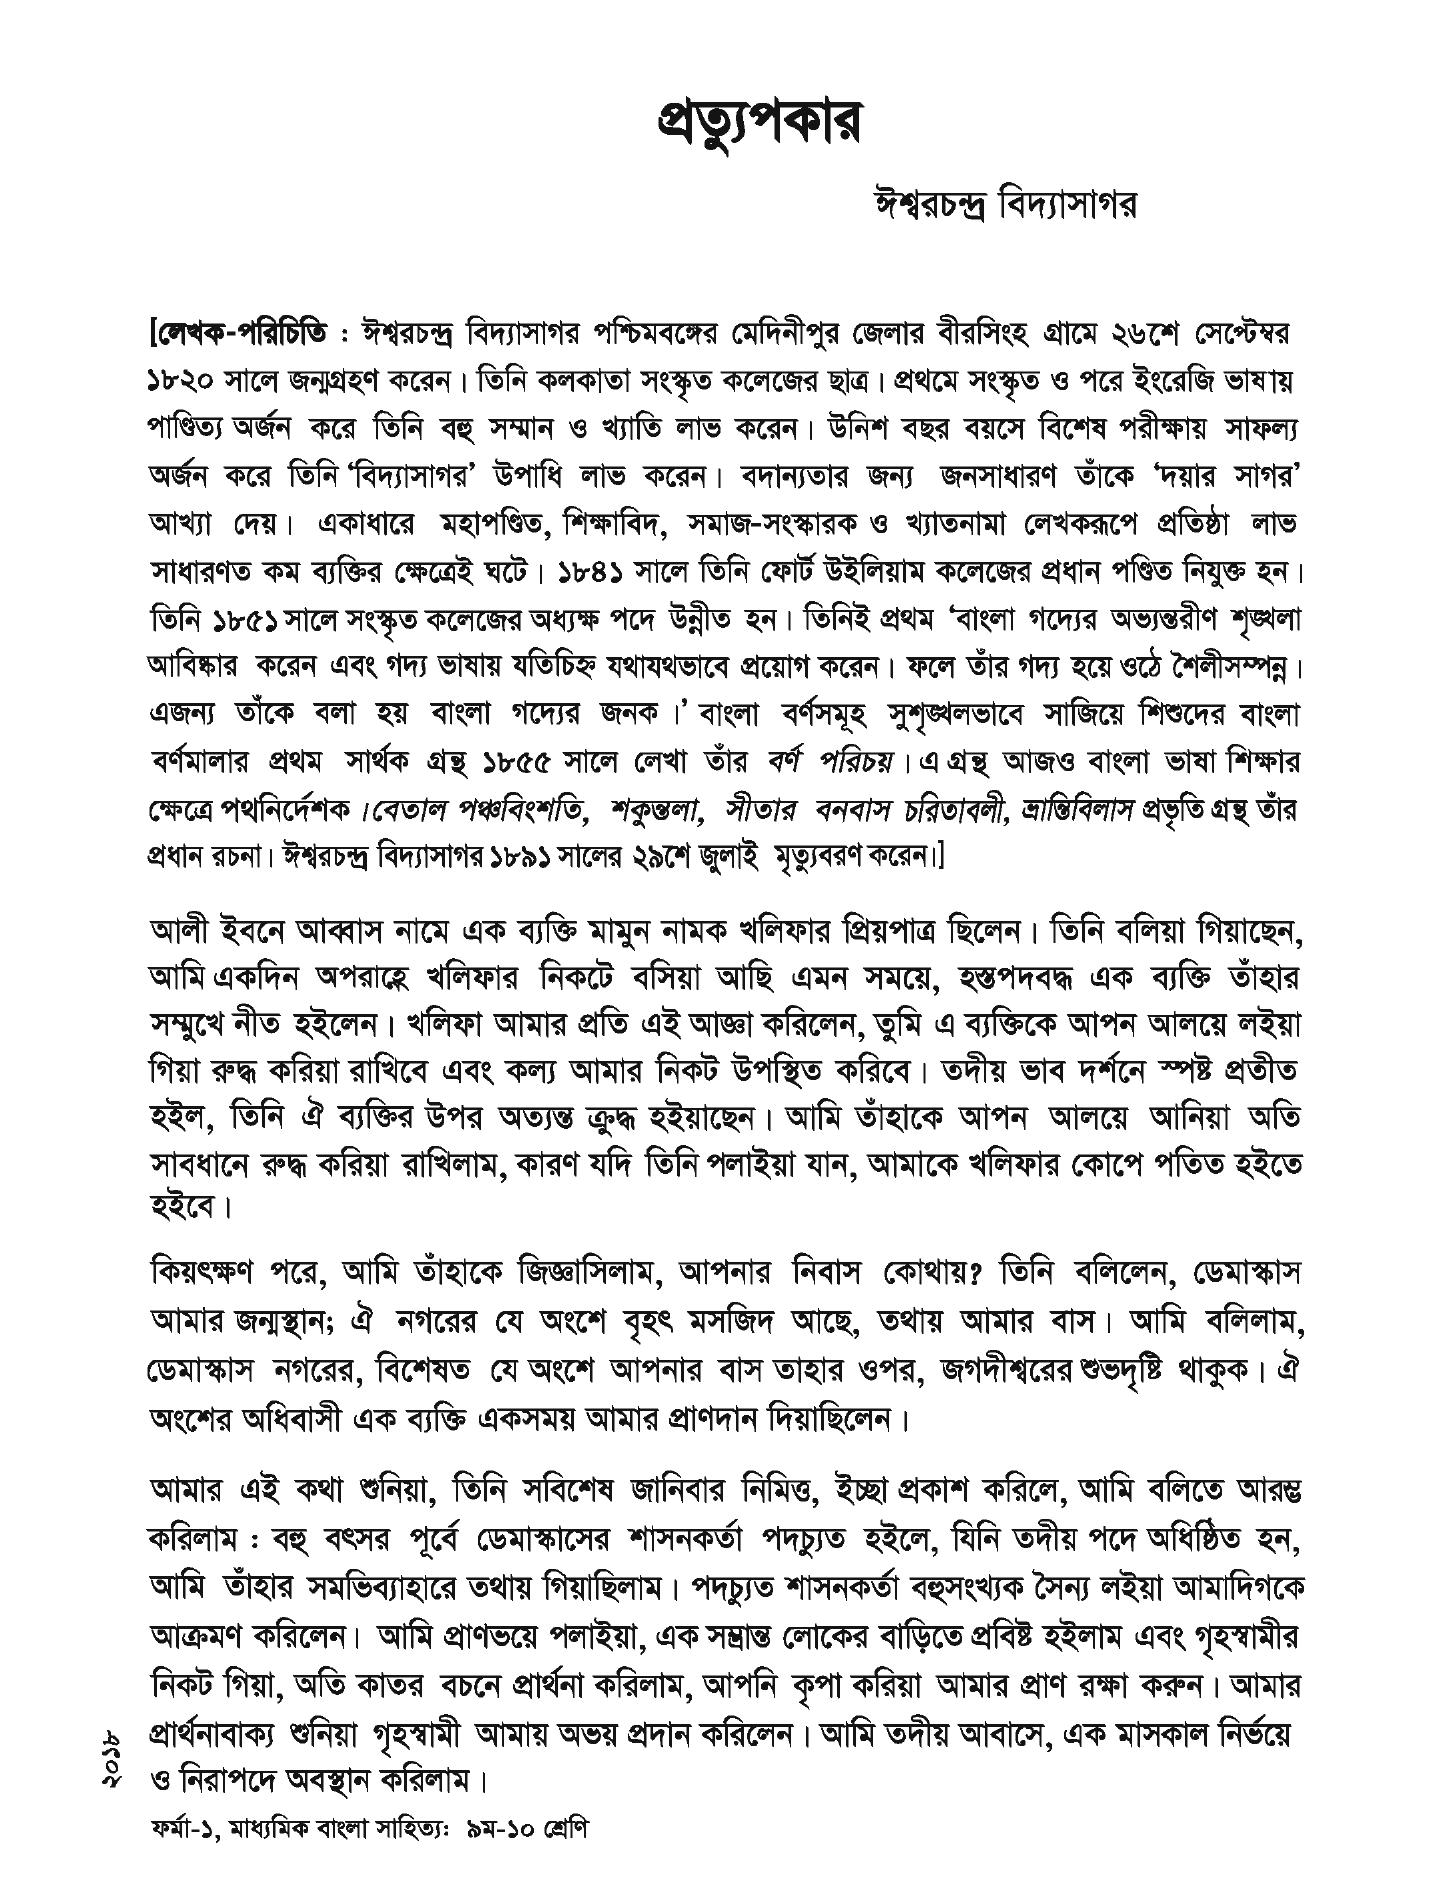 প্রত্যুপকার
ঈশ্বরচন্দ্র বিদ্যাসাগর
[লেখক-পরিচিতি : ঈশ্বরচন্দ্র বিদ্যাসাগর পশ্চিমবঙ্গের মেদিনীপুর জেলার বীরসিংহ গ্রামে ২৬শে সেপ্টেম্বর
১৮২০ সালে জন্মগ্রহণ করেন। তিনি কলকাতা সংস্কৃত কলেজের ছাত্র। প্রথমে সংস্কৃত ও পরে ইংরেজি ভাষায়
পাণ্ডিত্য অর্জন করে তিনি বহু সম্মান ও খ্যাতি লাভ করেন। উনিশ বছর বয়সে বিশেষ পরীক্ষায় সাফল্য
অর্জন করে তিনি ‘বিদ্যাসাগর’ উপাধি লাভ করেন। বদান্যতার জন্য জনসাধারণ তাঁকে ‘দয়ার সাগর’
আখ্যা দেয়। একাধারে মহাপণ্ডিত, শিক্ষাবিদ, সমাজ-সংস্কারক ও খ্যাতনামা লেখকরূপে প্রতিষ্ঠা লাভ
সাধারণত কম ব্যক্তির ক্ষেত্রেই ঘটে। ১৮৪১ সালে তিনি ফোর্ট উইলিয়াম কলেজের প্রধান পণ্ডিত নিযুক্ত হন।
তিনি ১৮৫১ সালে সংস্কৃত কলেজের অধ্যক্ষ পদে উন্নীত হন। তিনিই প্রথম ‘বাংলা গদ্যের অভ্যন্তরীণ শৃঙ্খলা
আবিষ্কার করেন এবং গদ্য ভাষায় যতিচিহ্ন যথাযথভাবে প্রয়োগ করেন। ফলে তাঁর গদ্য হয়ে ওঠে শৈলীসম্পন্ন।
এজন্য তাঁকে বলা হয় বাংলা গদ্যের জনক।’ বাংলা বর্ণসমূহ সুশৃঙ্খলভাবে সাজিয়ে শিশুদের বাংলা
বর্ণমালার প্রথম সার্থক গ্রন্থ ১৮৫৫ সালে লেখা তাঁর বর্ণ পরিচয়। এ গ্রন্থ আজও বাংলা ভাষা শিক্ষার
ক্ষেত্রে পথনির্দেশক। বেতাল পঞ্চবিংশতি, শকুন্তলা, সীতার বনবাস চরিতাবলী, ভ্রান্তিবিলাস প্রভৃতি গ্রন্থ তাঁর
প্রধান রচনা। ঈশ্বরচন্দ্র বিদ্যাসাগর ১৮৯১ সালের ২৯শে জুলাই মৃত্যুবরণ করেন।]
আলী ইবনে আব্বাস নামে এক ব্যক্তি মামুন নামক খলিফার প্রিয়পাত্র ছিলেন। তিনি বলিয়া গিয়াছেন,
আমি একদিন অপরাহ্ণে খলিফার নিকটে বসিয়া আছি এমন সময়ে, হস্তপদবদ্ধ এক ব্যক্তি তাঁহার
সম্মুখে নীত হইলেন। খলিফা আমার প্রতি এই আজ্ঞা করিলেন, তুমি এ ব্যক্তিকে আপন আলয়ে লইয়া
গিয়া রুদ্ধ করিয়া রাখিবে এবং কল্য আমার নিকট উপস্থিত করিবে। তদীয় ভাব দর্শনে স্পষ্ট প্রতীত
হইল, তিনি ঐ ব্যক্তির উপর অত্যন্ত ক্রুদ্ধ হইয়াছেন। আমি তাঁহাকে আপন আলয়ে আনিয়া অতি
সাবধানে রুদ্ধ করিয়া রাখিলাম, কারণ যদি তিনি পলাইয়া যান, আমাকে খলিফার কোপে পতিত হইতে
হইবে।
কিয়ৎক্ষণ পরে, আমি তাঁহাকে জিজ্ঞাসিলাম, আপনার নিবাস কোথায়? তিনি বলিলেন, ডেমাস্কাস
আমার জন্মস্থান; ঐ নগরের যে অংশে বৃহৎ মসজিদ আছে, তথায় আমার বাস। আমি বলিলাম,
ডেমাস্কাস নগরের, বিশেষত যে অংশে আপনার বাস তাহার ওপর, জগদীশ্বরের শুভদৃষ্টি থাকুক। ঐ
অংশের অধিবাসী এক ব্যক্তি একসময় আমার প্রাণদান দিয়াছিলেন।
আমার এই কথা শুনিয়া, তিনি সবিশেষ জানিবার নিমিত্ত, ইচ্ছা প্রকাশ করিলে, আমি বলিতে আরম্ভ
করিলাম : বহু বৎসর পূর্বে ডেমাস্কাসের শাসনকর্তা পদচ্যুত হইলে, যিনি তদীয় পদে অধিষ্ঠিত হন,
আমি তাঁহার সমভিব্যাহারে তথায় গিয়াছিলাম। পদচ্যুত শাসনকর্তা বহুসংখ্যক সৈন্য লইয়া আমাদিগকে
আক্রমণ করিলেন। আমি প্রাণভয়ে পলাইয়া, এক সম্ভ্রান্ত লোকের বাড়িতে প্রবিষ্ট হইলাম এবং গৃহস্বামীর
নিকট গিয়া, অতি কাতর বচনে প্রার্থনা করিলাম, আপনি কৃপা করিয়া আমার প্রাণ রক্ষা করুন। আমার
প্রার্থনাবাক্য শুনিয়া গৃহস্বামী আমায় অভয় প্রদান করিলেন। আমি তদীয় আবাসে, এক মাসকাল নির্ভয়ে
ও নিরাপদে অবস্থান করিলাম।
২০১৮
ফর্মা-১, মাধ্যমিক বাংলা সাহিত্য: ৯ম-১০ শ্রেণি